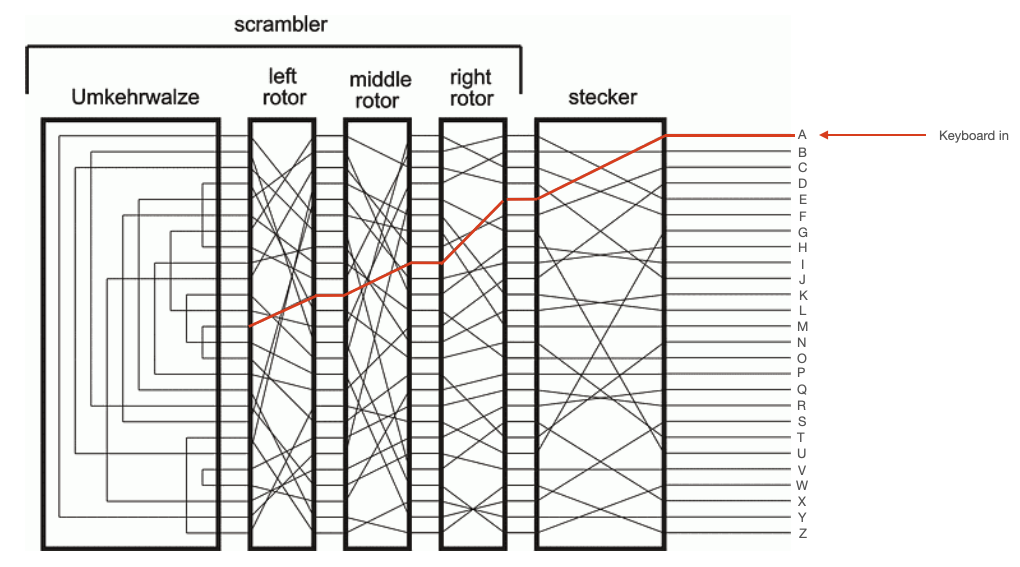 scrambler
Umkehrwalze
left
rotor
middle
rotor
right
rotor
stecker
A
Keyboard in
B
C
D
E
F
G
H
I
J
K
L
M
N
O
P
Q
R
S
T
U
V
W
X
Y
Z